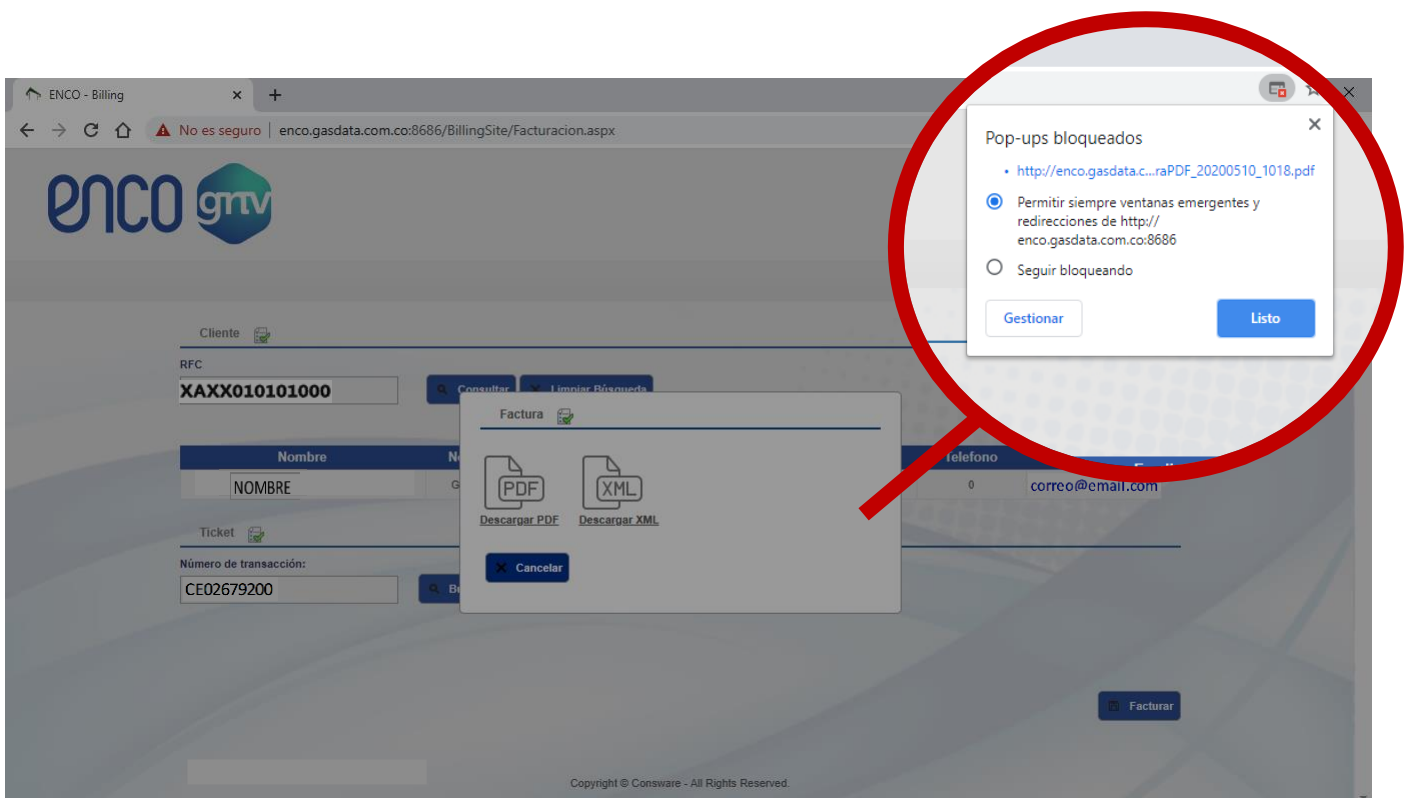 ENCO - Billing
No es seguro | enco.gasdata.com.co:8686/BillingSite/Facturacion.aspx
enco gnv
Pop-ups bloqueados
• http://enco.gasdata.c...raPDF_20200510_1018.pdf
Permitir siempre ventanas emergentes y
redirecciones de http://
enco.gasdata.com.co:8686
Seguir bloqueando
Gestionar
Listo
Cliente
RFC
XAXX010101000
Consultar
Limpiar Búsqueda
Factura
Nombre
Telefono
NOMBRE
G
0
correo@email.com
PDF
XML
Descargar PDF
Descargar XML
Ticket
Número de transacción:
CE02679200
Cancelar
Facturar
Copyright © Consware - All Rights Reserved.